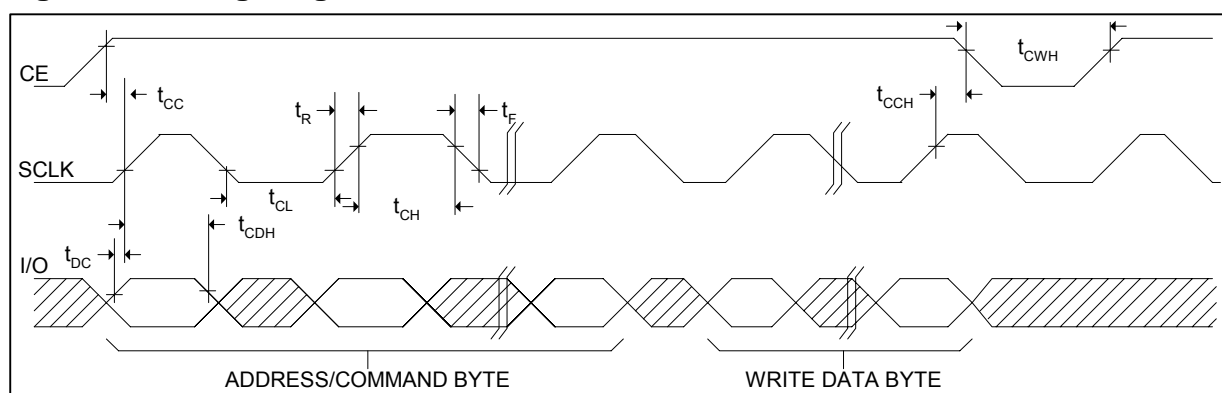 CE
t_CWH
t_CC
t_CCH
t_R
t_F
SCLK
t_CL
t_CH
t_CDH
t_DC
I/O
ADDRESS/COMMAND BYTE
WRITE DATA BYTE